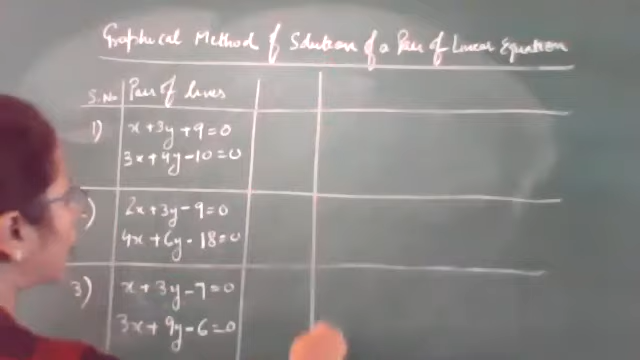 Graphical Method of Solution of a Pair of Linear Equation
S.No Pair of lines
1) x+3y+9=0
3x+4y-10=0
) 2x+3y-9=0
4x+6y-18=0
3) x+3y-7=0
3x+9y-6=0